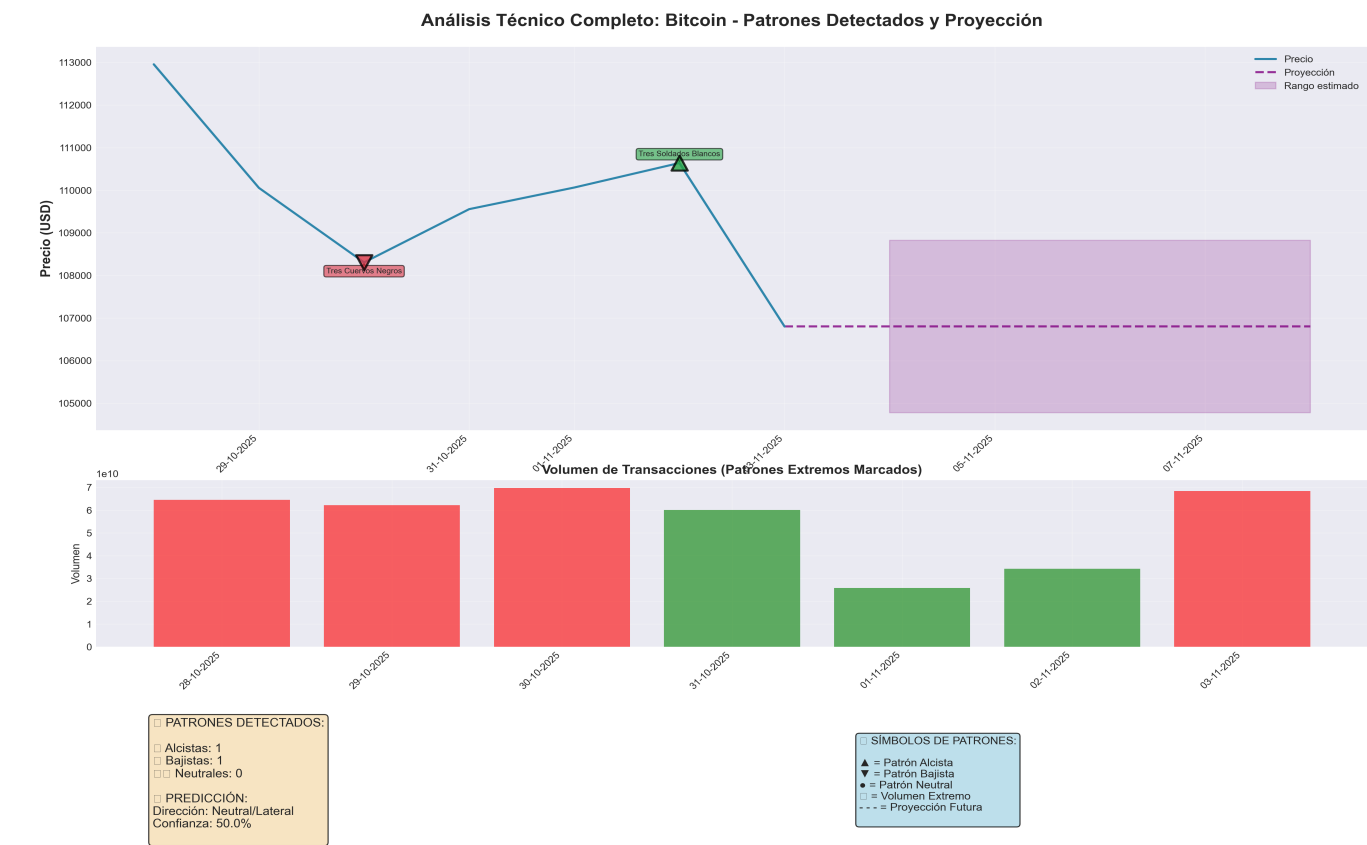 Análisis Técnico Completo: Bitcoin - Patrones Detectados y Proyección
Precio
Proyección
Rango estimado
Precio (USD)
113000
112000
111000
110000
109000
108000
107000
106000
105000
Tres Soldados Blancos
Tres Cuervos Negros
29-10-2025
31-10-2025
01-11-2025
03-11-2025
05-11-2025
07-11-2025
Volumen de Transacciones (Patrones Extremos Marcados)
1e10
Volumen
7
6
5
4
3
2
1
0
28-10-2025
29-10-2025
30-10-2025
31-10-2025
01-11-2025
02-11-2025
03-11-2025
□ PATRONES DETECTADOS:
□ Alcistas: 1
□ Bajistas: 1
□□ Neutrales: 0
□ PREDICCIÓN:
Dirección: Neutral/Lateral
Confianza: 50.0%
□ SÍMBOLOS DE PATRONES:
▲ = Patrón Alcista
▼ = Patrón Bajista
● = Patrón Neutral
□ = Volumen Extremo
- - - = Proyección Futura